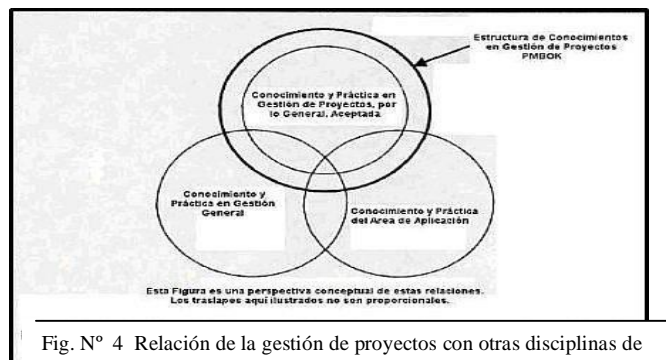 Estructura de Conocimientos
en Gestión de Proyectos
PMBOK
Conocimiento y Práctica en
Gestión de Proyectos, por
lo General, Aceptada
Conocimiento y
Práctica en Gestión
General
Conocimiento y Práctica
del Area de Aplicación
Esta Figura es una perspectiva conceptual de estas relaciones.
Los traslapes aquí ilustrados no son proporcionales.
Fig. Nº 4 Relación de la gestión de proyectos con otras disciplinas de